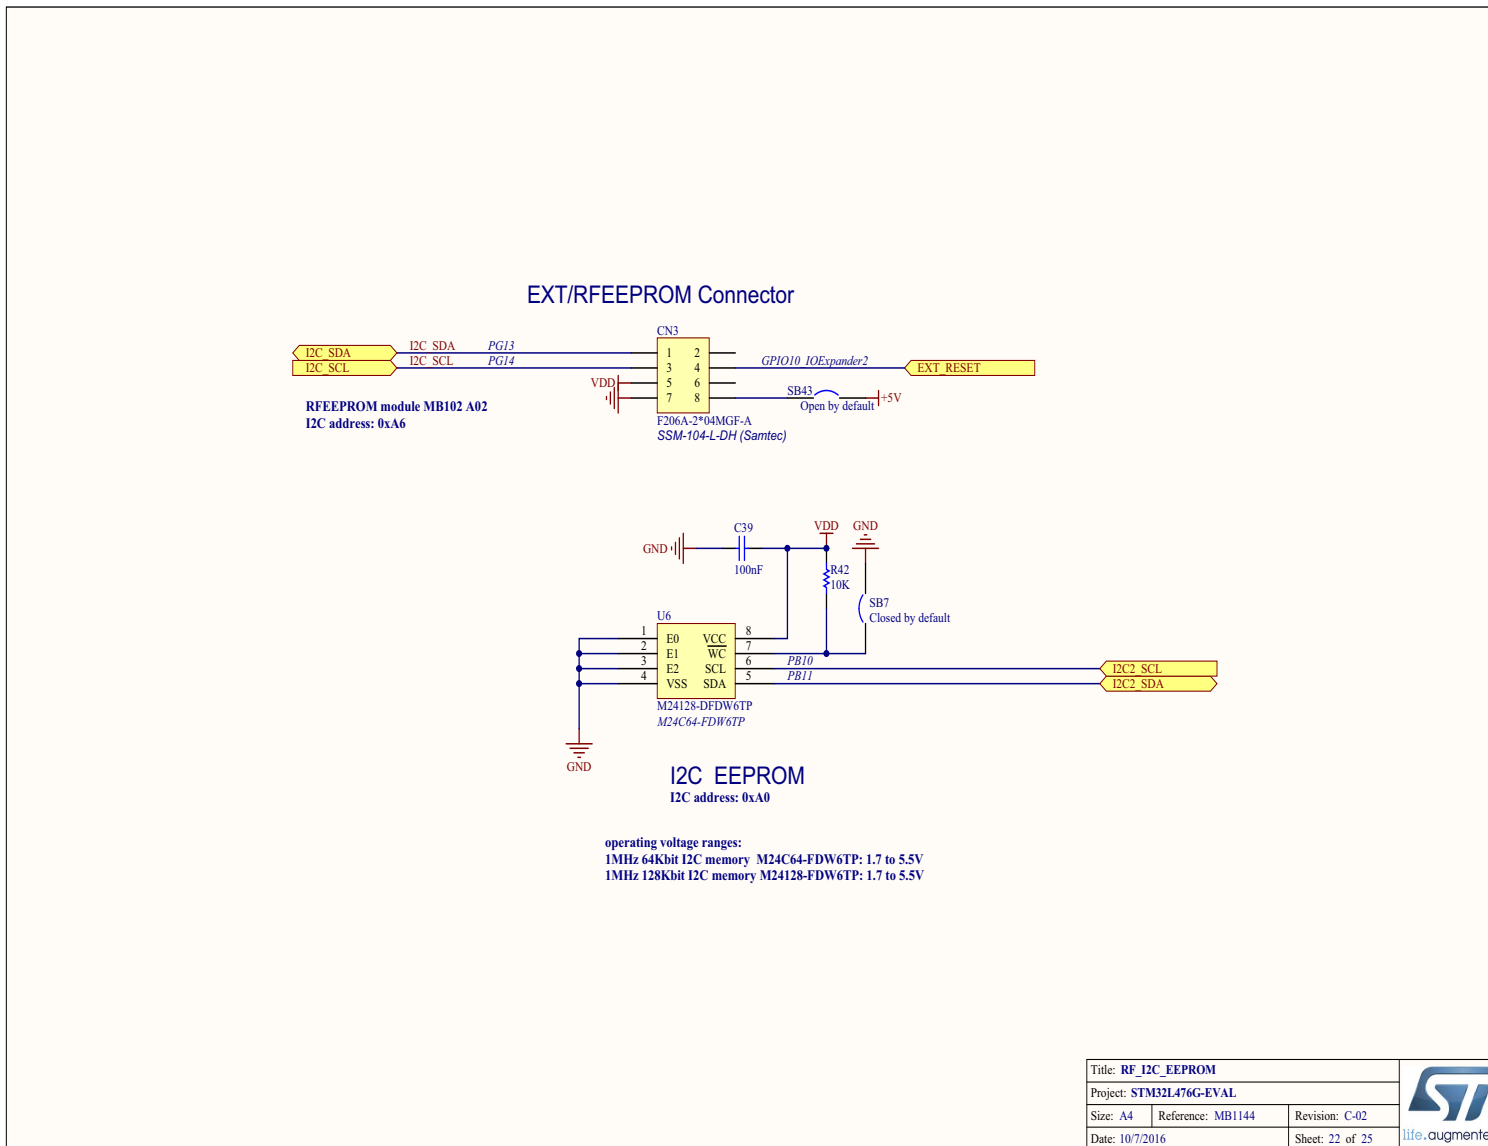 EXT/RFEEPROM Connector
CN3
I2C_SDA I2C_SDA PG13 1 2
I2C_SCL I2C_SCL PG14 3 4 GPIO10_IOExpander2 EXT_RESET
VDD 5 6
7 8 SB43 +5V
Open by default
RFEEPROM module MB102 A02
I2C address: 0xA6
F206A-2*04MGF-A
SSM-104-L-DH (Samtec)
C39 VDD GND
GND
100nF
R42
10K
SB7
Closed by default
U6
1 E0 VCC 8
2 E1 WC 7
3 E2 SCL 6 PB10 I2C2_SCL
4 VSS SDA 5 PB11 I2C2_SDA
M24128-DFDW6TP
M24C64-FDW6TP
GND
I2C EEPROM
I2C address: 0xA0
operating voltage ranges:
1MHz 64Kbit I2C memory M24C64-FDW6TP: 1.7 to 5.5V
1MHz 128Kbit I2C memory M24128-FDW6TP: 1.7 to 5.5V
Title: RF_I2C_EEPROM
Project: STM32L476G-EVAL
Size: A4 Reference: MB1144 Revision: C-02
Date: 10/7/2016 Sheet: 22 of 25
ST
life.augmente